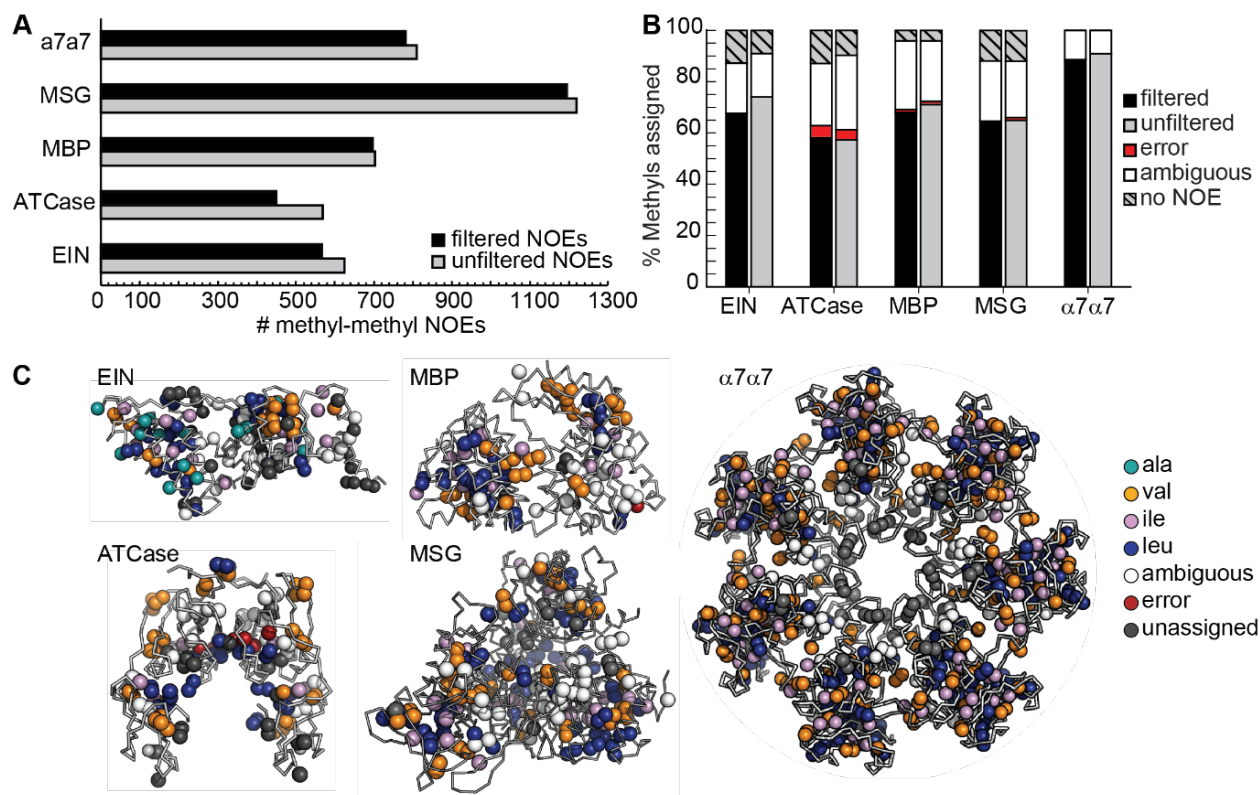 A
a7a7
MSG
MBP
ATCase
EIN
filtered NOEs
unfiltered NOEs
0 100 300 500 700 900 1100 1300
# methyl-methyl NOEs
B
100
80
60
40
20
0
% Methyls assigned
EIN ATCase MBP MSG α7α7
filtered
unfiltered
error
ambiguous
no NOE
C
EIN
MBP
α7α7
ATCase
MSG
ala
val
ile
leu
ambiguous
error
unassigned